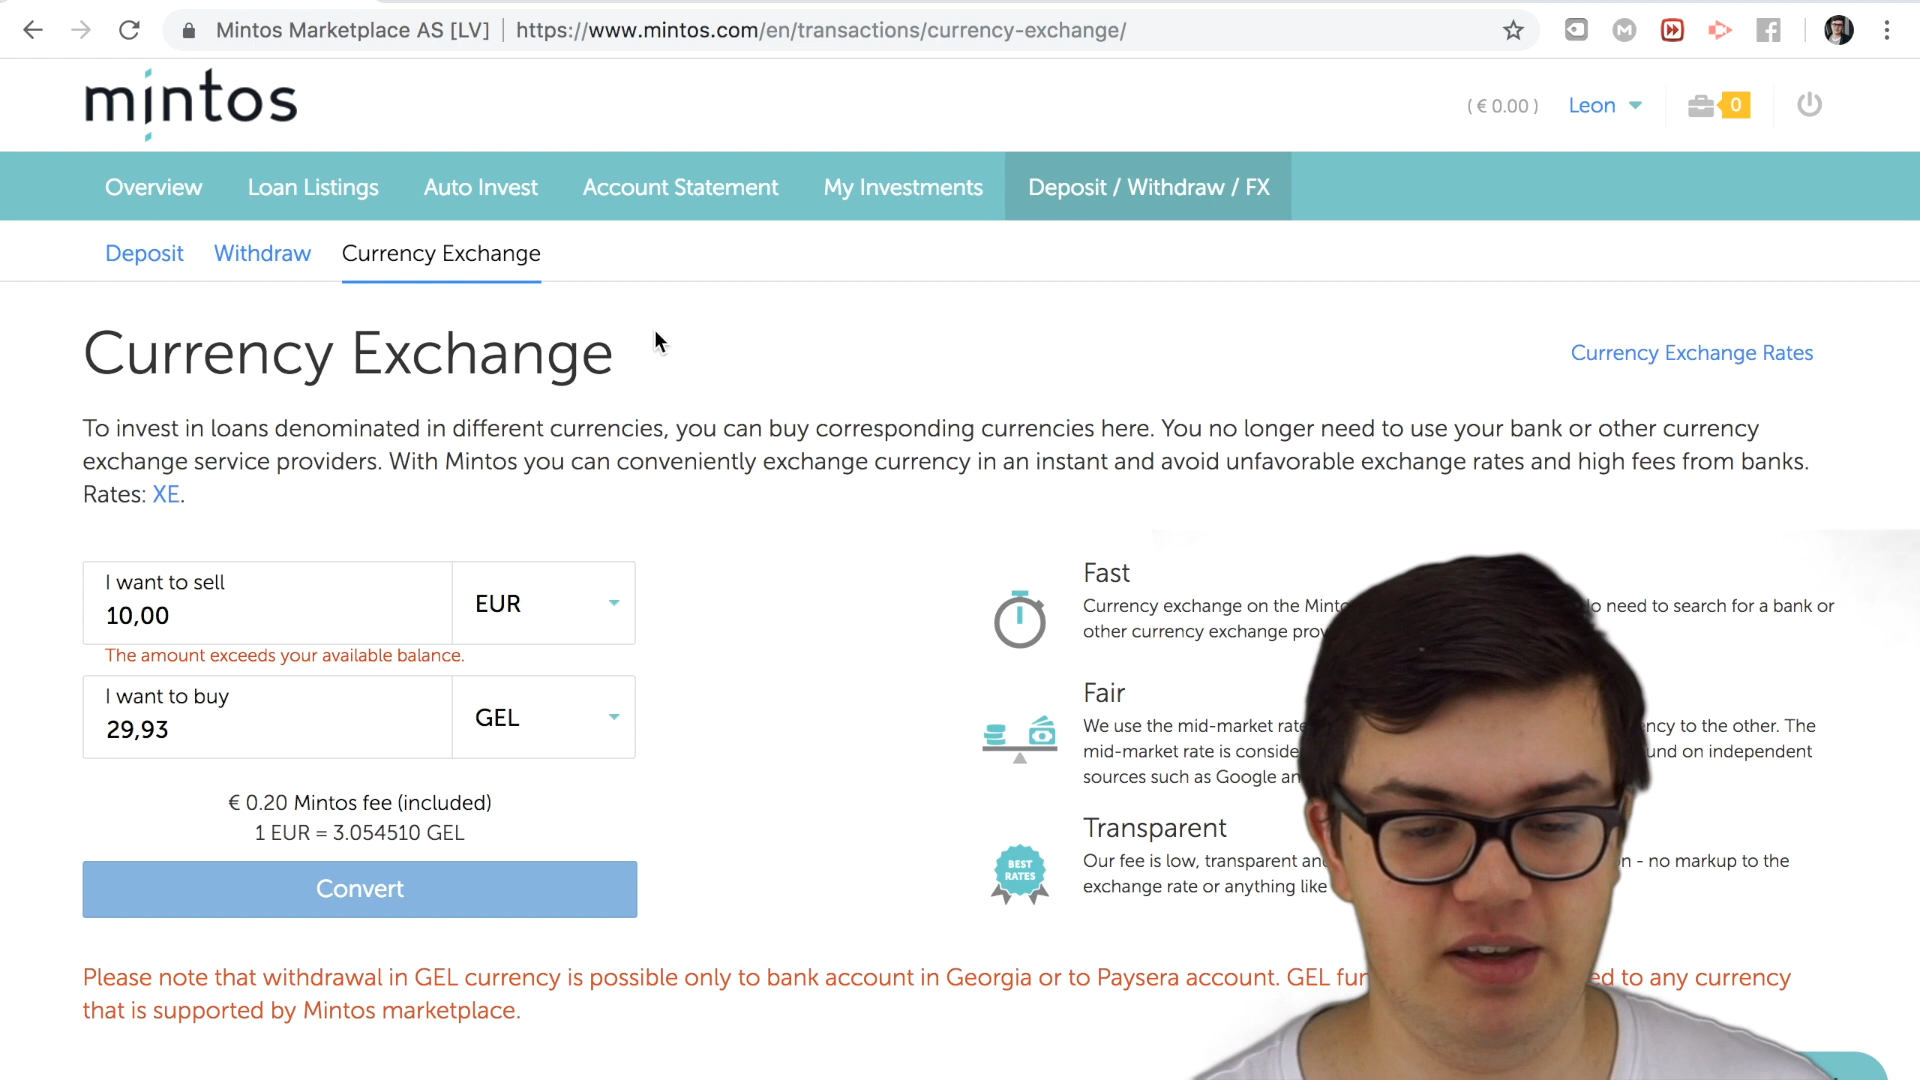 Mintos Marketplace AS [LV] https://www.mintos.com/en/transactions/currency-exchange/
M
mintos
( € 0.00 ) Leon 0
Overview Loan Listings Auto Invest Account Statement My Investments Deposit / Withdraw / FX
Deposit Withdraw Currency Exchange
Currency Exchange
Currency Exchange Rates
To invest in loans denominated in different currencies, you can buy corresponding currencies here. You no longer need to use your bank or other currency
exchange service providers. With Mintos you can conveniently exchange currency in an instant and avoid unfavorable exchange rates and high fees from banks.
Rates: XE.
I want to sell
10,00 EUR
The amount exceeds your available balance.
I want to buy
29,93 GEL
€ 0.20 Mintos fee (included)
1 EUR = 3.054510 GEL
Convert
Fast
Currency exchange on the need to search for a bank or
other currency exchange
Fair
We use the mid-market to the other. The
mid-market rate is on independent
sources such as Google
BEST
RATES
Transparent
Our fee is low, transparent - no markup to the
exchange rate or anything like
Please note that withdrawal in GEL currency is possible only to bank account in Georgia or to Paysera account. GEL to any currency
that is supported by Mintos marketplace.